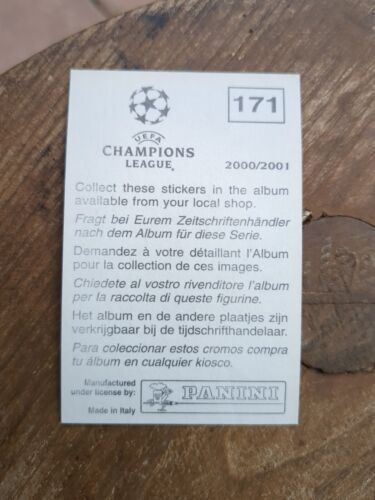 171
UEFA
CHAMPIONS
LEAGUE
2000/2001
Collect these stickers in the album
available from your local shop.
Fragt bei Eurem Zeitschriftenhändler
nach dem Album für diese Serie.
Demandez à votre détaillant l'Album
pour la collection de ces images.
Chiedete al vostro rivenditore l'album
per la raccolta di queste figurine.
Het album en de andere plaatjes zijn
verkrijgbaar bij de tijdschrifthandelaar.
Para coleccionar estos cromos compra
tu álbum en cualquier kiosco.
Manufactured
under license by:
Made in Italy
PANINI